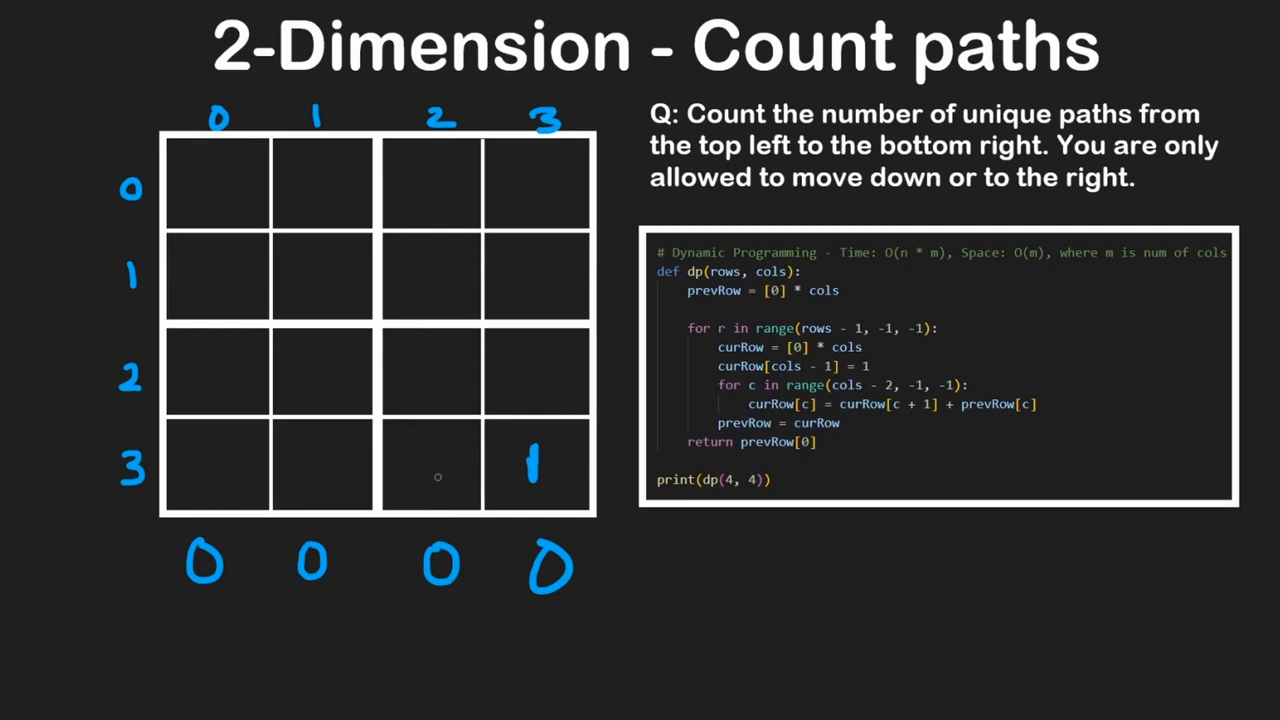 2-Dimension - Count paths
0 1 2 3
0
1
2
3
1
0 0 0 0
Q: Count the number of unique paths from
the top left to the bottom right. You are only
allowed to move down or to the right.
# Dynamic Programming - Time: O(n * m), Space: O(m), where m is num of cols
def dp(rows, cols):
    prevRow = [0] * cols
    for r in range(rows - 1, -1, -1):
        curRow = [0] * cols
        curRow[cols - 1] = 1
        for c in range(cols - 2, -1, -1):
            curRow[c] = curRow[c + 1] + prevRow[c]
        prevRow = curRow
    return prevRow[0]
print(dp(4, 4))